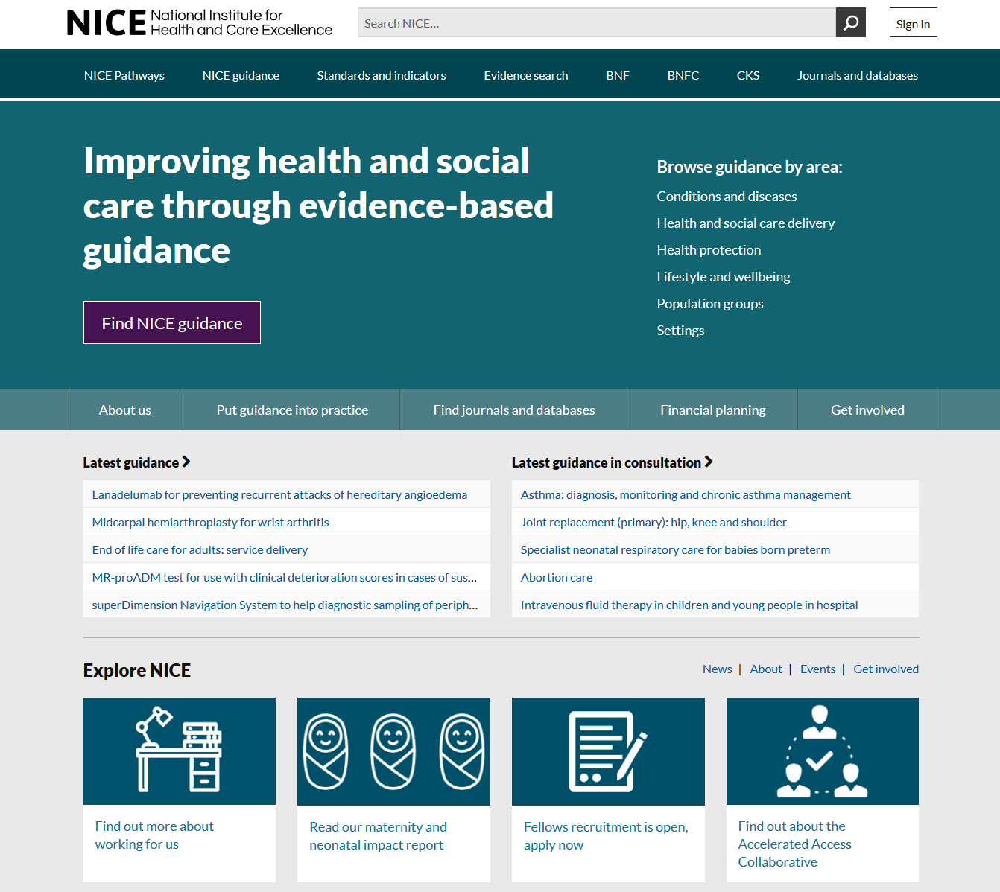 NICE National Institute for
Health and Care Excellence
Search NICE...
Sign in
NICE Pathways
NICE guidance
Standards and indicators
Evidence search
BNF
BNFC
CKS
Journals and databases
Improving health and social
care through evidence-based
guidance
Find NICE guidance
Browse guidance by area:
Conditions and diseases
Health and social care delivery
Health protection
Lifestyle and wellbeing
Population groups
Settings
About us
Put guidance into practice
Find journals and databases
Financial planning
Get involved
Latest guidance
Lanadelumab for preventing recurrent attacks of hereditary angioedema
Midcarpal hemiarthroplasty for wrist arthritis
End of life care for adults: service delivery
MR-proADM test for use with clinical deterioration scores in cases of sus...
superDimension Navigation System to help diagnostic sampling of periph...
Latest guidance in consultation
Asthma: diagnosis, monitoring and chronic asthma management
Joint replacement (primary): hip, knee and shoulder
Specialist neonatal respiratory care for babies born preterm
Abortion care
Intravenous fluid therapy in children and young people in hospital
Explore NICE
News | About | Events | Get involved
Find out more about
working for us
Read our maternity and
neonatal impact report
Fellows recruitment is open,
apply now
Find out about the
Accelerated Access
Collaborative